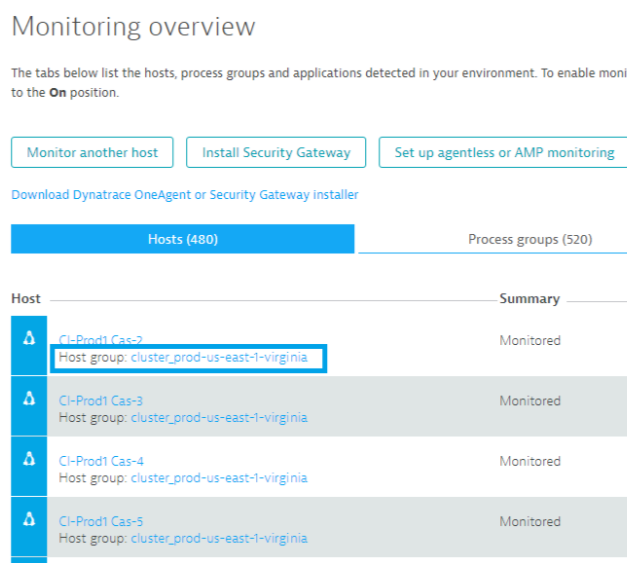 Monitoring overview
The tabs below list the hosts, process groups and applications detected in your environment. To enable moni
to the On position.
Monitor another host
Install Security Gateway
Set up agentless or AMP monitoring
Download Dynatrace OneAgent or Security Gateway installer
Hosts (480)
Process groups (520)
Host
Summary
CI-Prod1 Cas-2
Monitored
Host group: cluster_prod-us-east-1-virginia
CI-Prod1 Cas-3
Monitored
Host group: cluster_prod-us-east-1-virginia
CI-Prod1 Cas-4
Monitored
Host group: cluster_prod-us-east-1-virginia
CI-Prod1 Cas-5
Monitored
Host group: cluster_prod-us-east-1-virginia